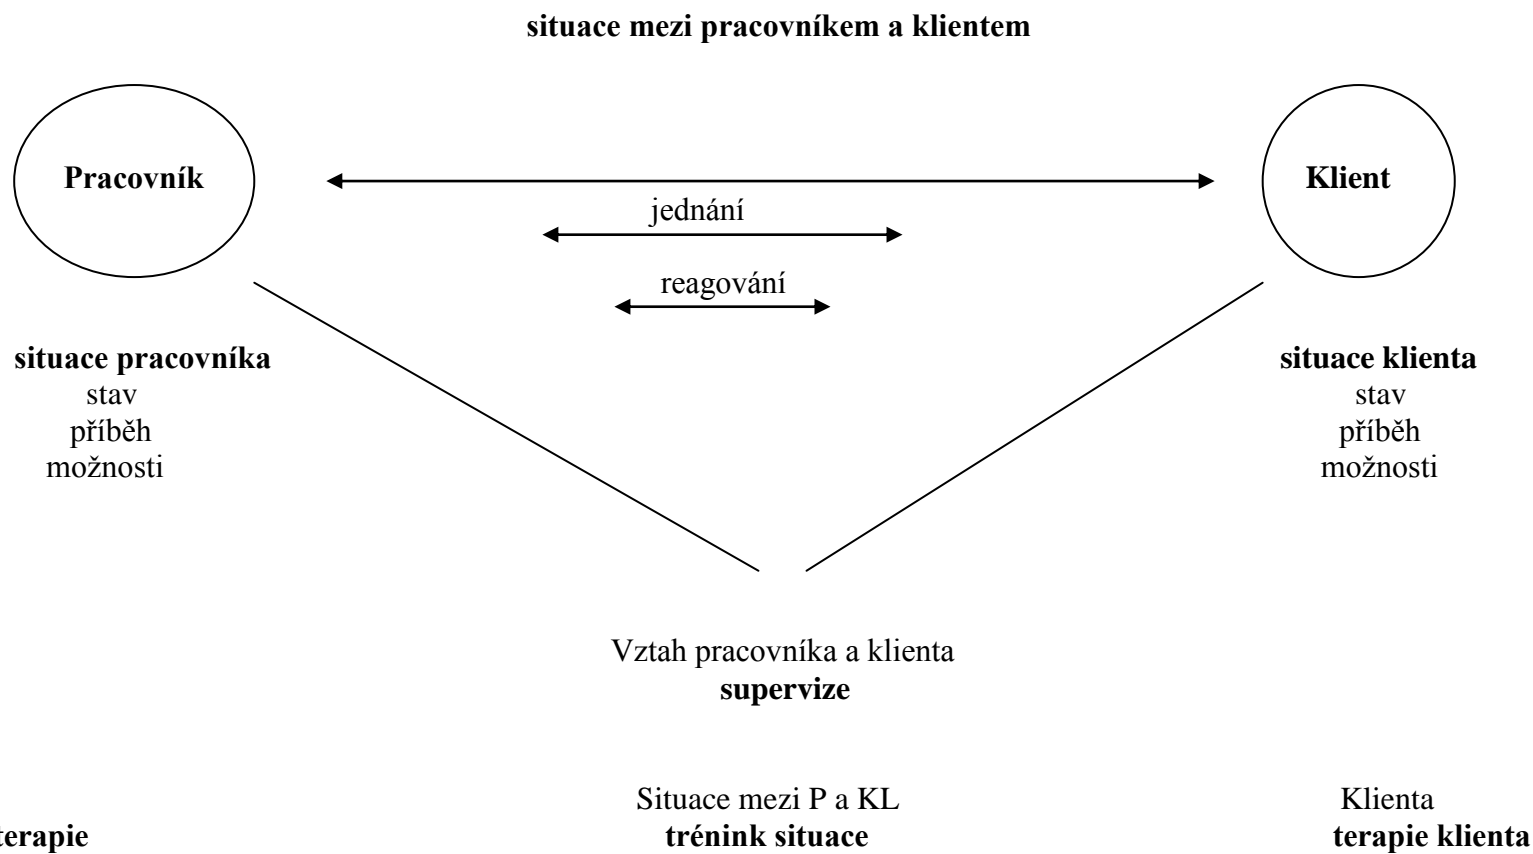 situace mezi pracovníkem a klientem
Pracovník
Klient
jednání
reagování
situace pracovníka
stav
příběh
možnosti
situace klienta
stav
příběh
možnosti
Vztah pracovníka a klienta
supervize
Situace mezi P a KL
Klienta
terapie
trénink situace
terapie klienta